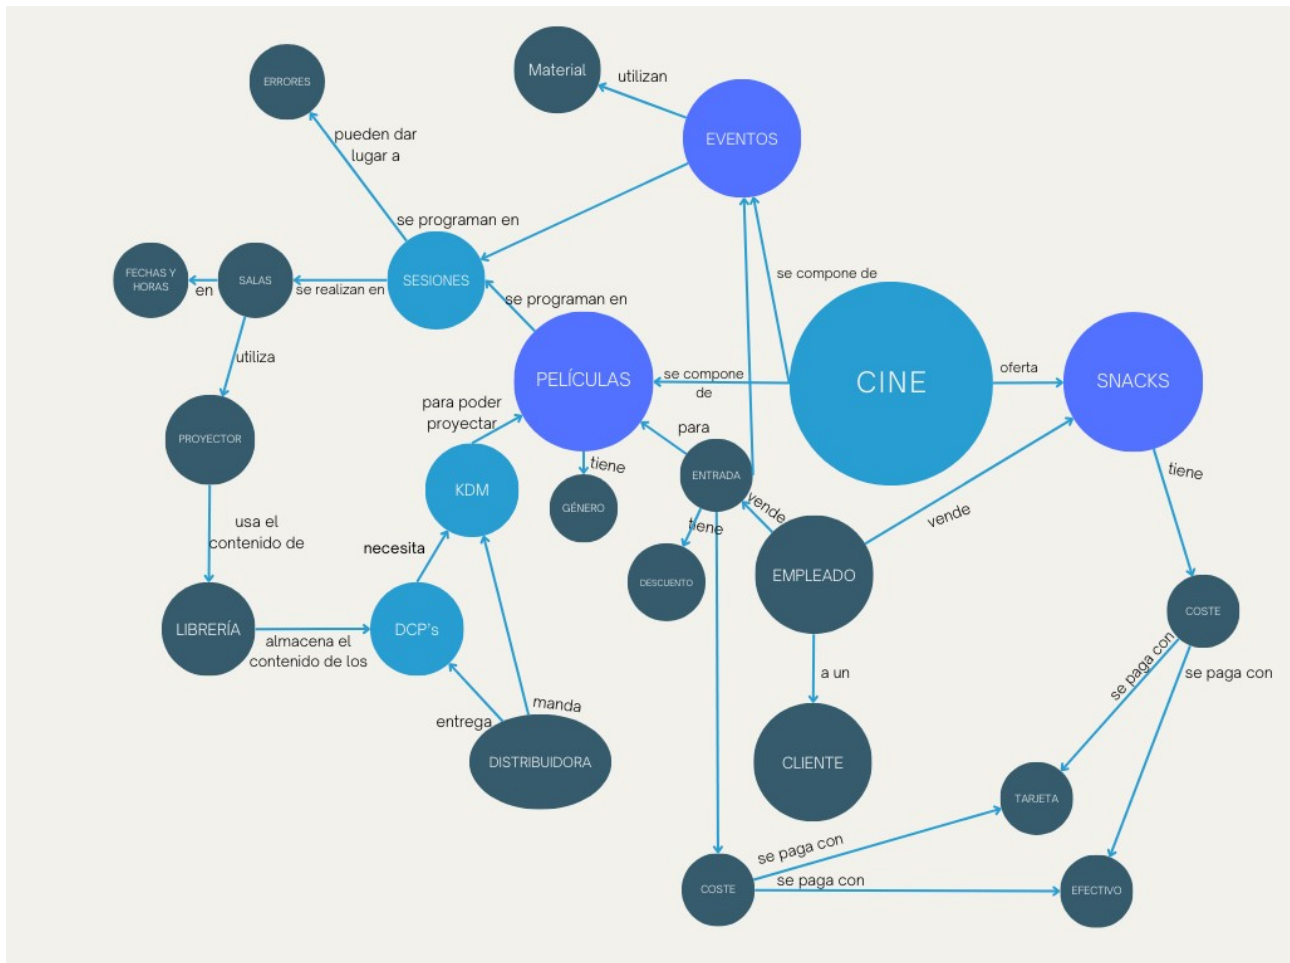 Material
utilizan
ERRORES
pueden dar
lugar a
EVENTOS
se programan en
FECHAS Y
HORAS
en
SALAS
se realizan en
SESIONES
se compone de
se programan en
utiliza
PELÍCULAS
se compone
de
CINE
oferta
SNACKS
para poder
proyectar
para
PROYECTOR
tiene
ENTRADA
tiene
KDM
GÉNERO
vende
vende
usa el
contenido de
tiene
necesita
DESCUENTO
EMPLEADO
COSTE
LIBRERÍA
almacena el
contenido de los
DCP's
a un
se paga con
se paga con
entrega
manda
DISTRIBUIDORA
CLIENTE
TARJETA
se paga con
se paga con
COSTE
EFECTIVO